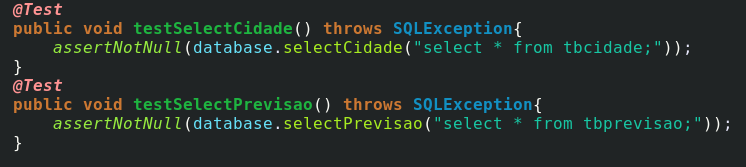 @Test
public void testSelectCidade() throws SQLException{
    assertNotNull(database.selectCidade("select * from tbcidade;"));
}
@Test
public void testSelectPrevisao() throws SQLException{
    assertNotNull(database.selectPrevisao("select * from tbprevisao;"));
}